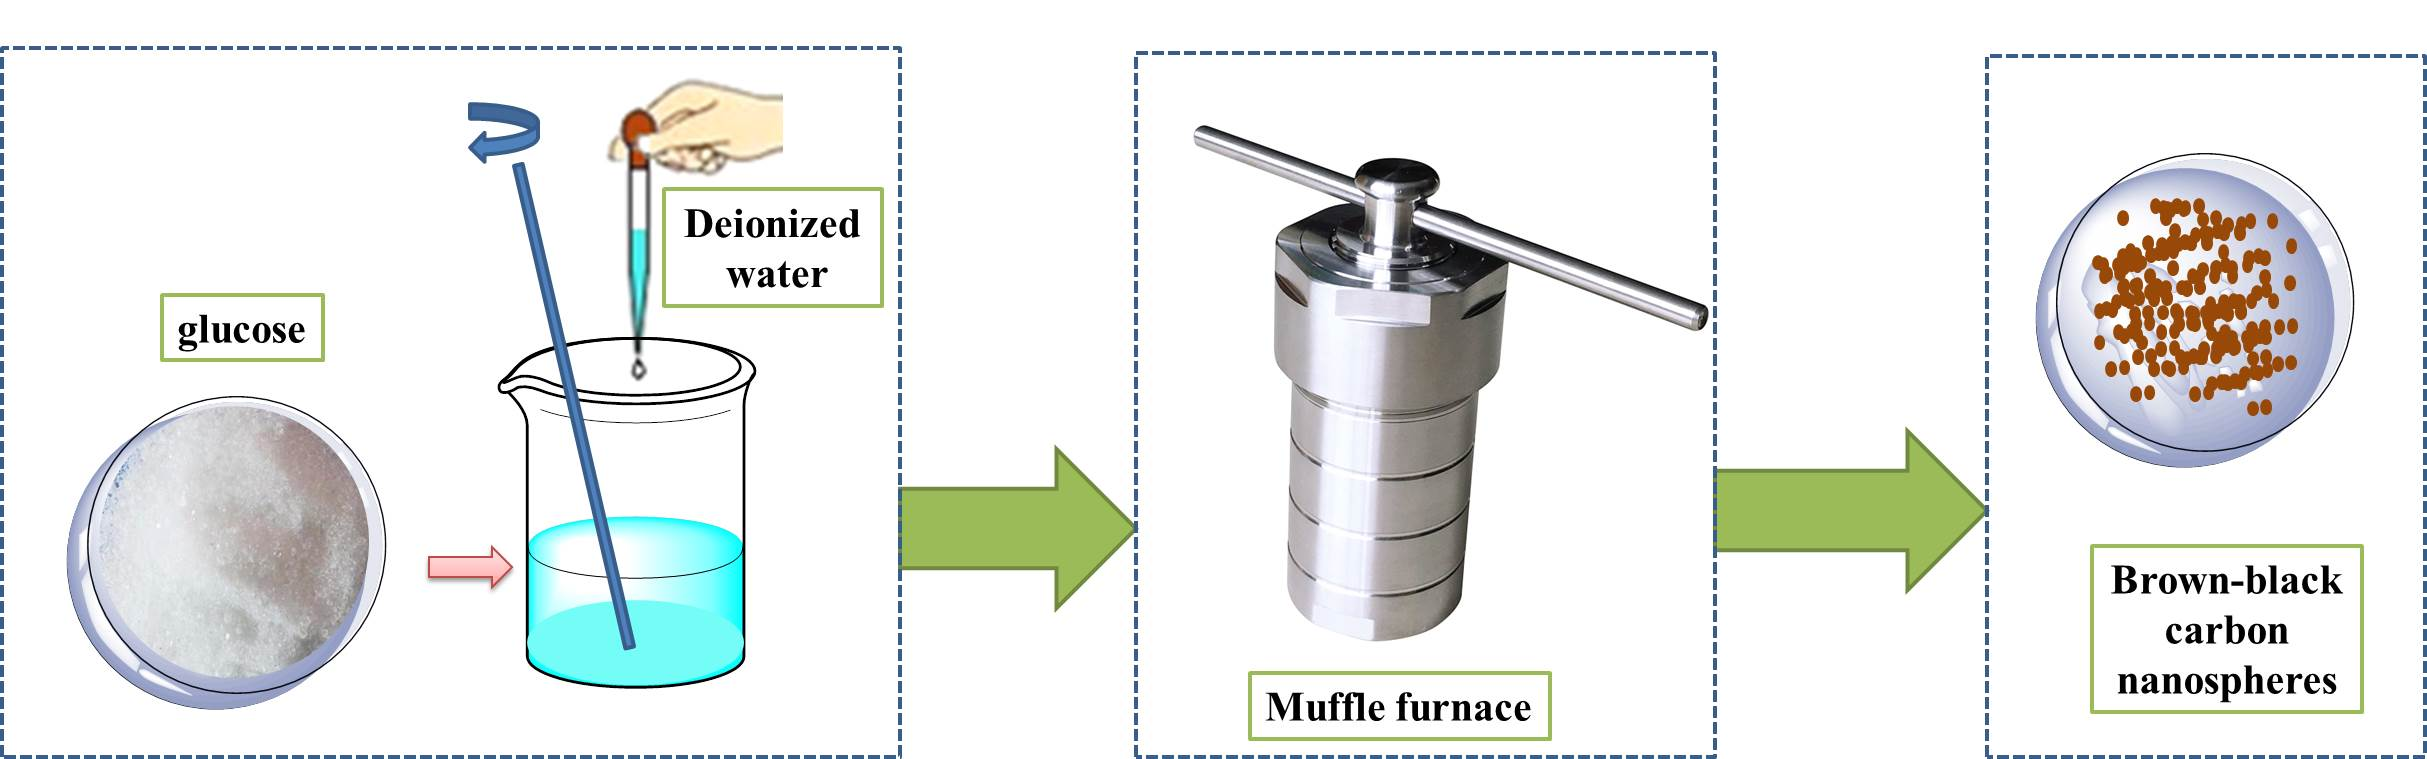 glucose
Deionized
water
Muffle furnace
Brown-black
carbon
nanospheres